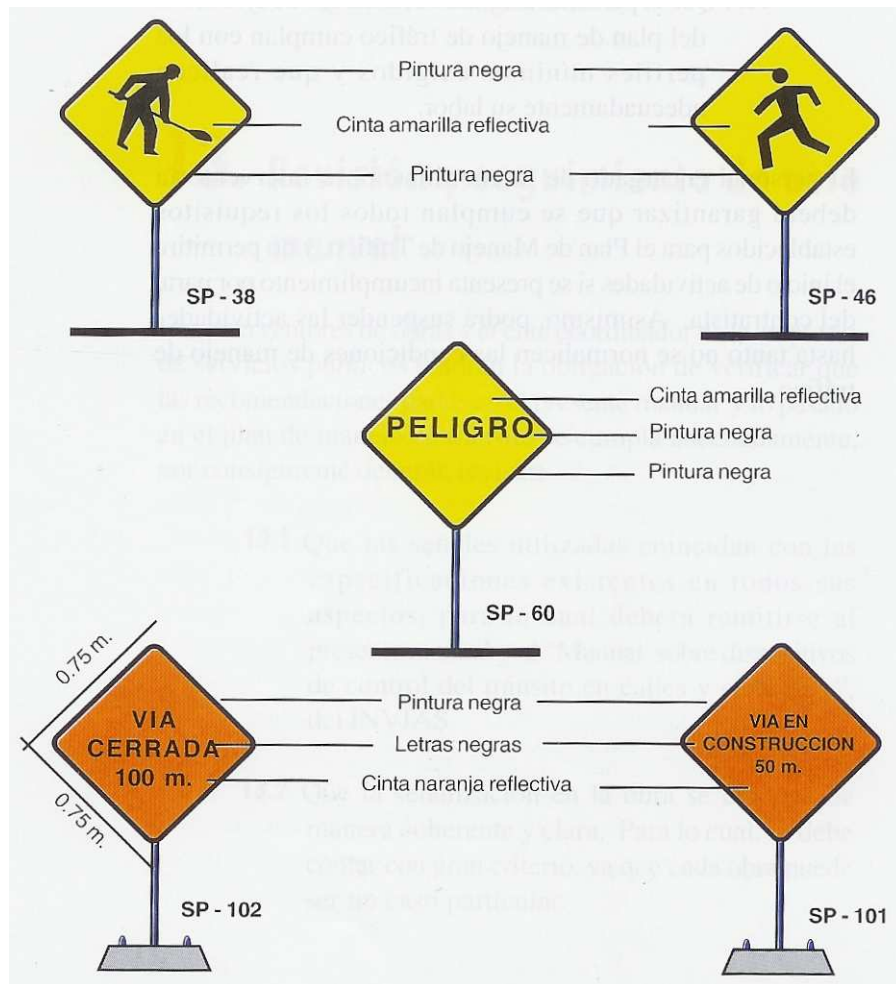 Pintura negra
Cinta amarilla reflectiva
Pintura negra
SP - 38
SP - 46
Cinta amarilla reflectiva
PELIGRO
Pintura negra
Pintura negra
SP - 60
0.75 m.
Pintura negra
VIA
CERRADA
100 m.
Letras negras
VIA EN
CONSTRUCCION
50 m.
Cinta naranja reflectiva
0.75 m.
SP - 102
SP - 101